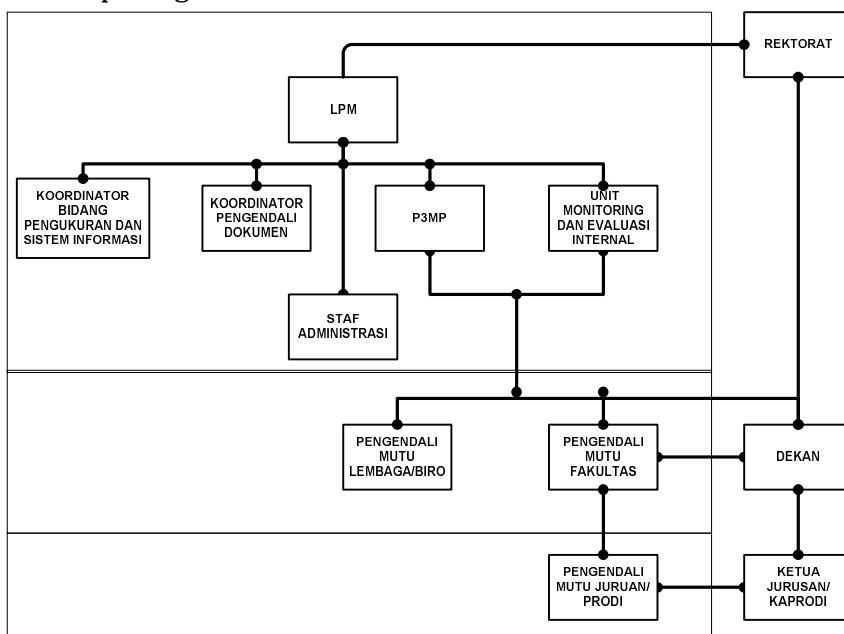 REKTORAT
LPM
KOORDINATOR
BIDANG
PENGUKURAN DAN
SISTEM INFORMASI
KOORDINATOR
PENGENDALI
DOKUMEN
P3MP
UNIT
MONITORING
DAN EVALUASI
INTERNAL
STAF
ADMINISTRASI
PENGENDALI
MUTU
LEMBAGA/BIRO
PENGENDALI
MUTU
FAKULTAS
DEKAN
PENGENDALI
MUTU JURUAN/
PRODI
KETUA
JURUSAN/
KAPRODI